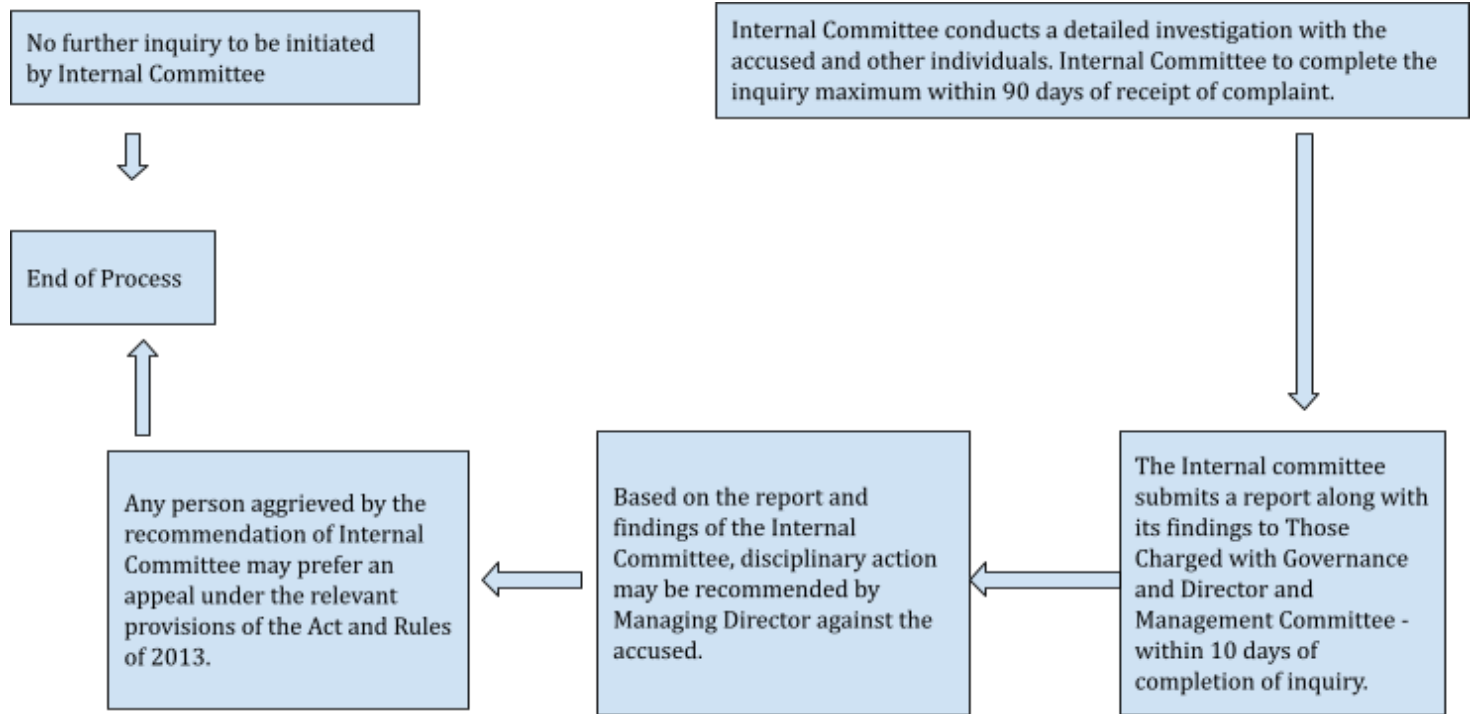 No further inquiry to be initiated
by Internal Committee
Internal Committee conducts a detailed investigation with the
accused and other individuals. Internal Committee to complete the
inquiry maximum within 90 days of receipt of complaint.
End of Process
The Internal committee
submits a report along with
its findings to Those
Charged with Governance
and Director and
Management Committee -
within 10 days of
completion of inquiry.
Based on the report and
findings of the Internal
Committee, disciplinary action
may be recommended by
Managing Director against the
accused.
Any person aggrieved by the
recommendation of Internal
Committee may prefer an
appeal under the relevant
provisions of the Act and Rules
of 2013.